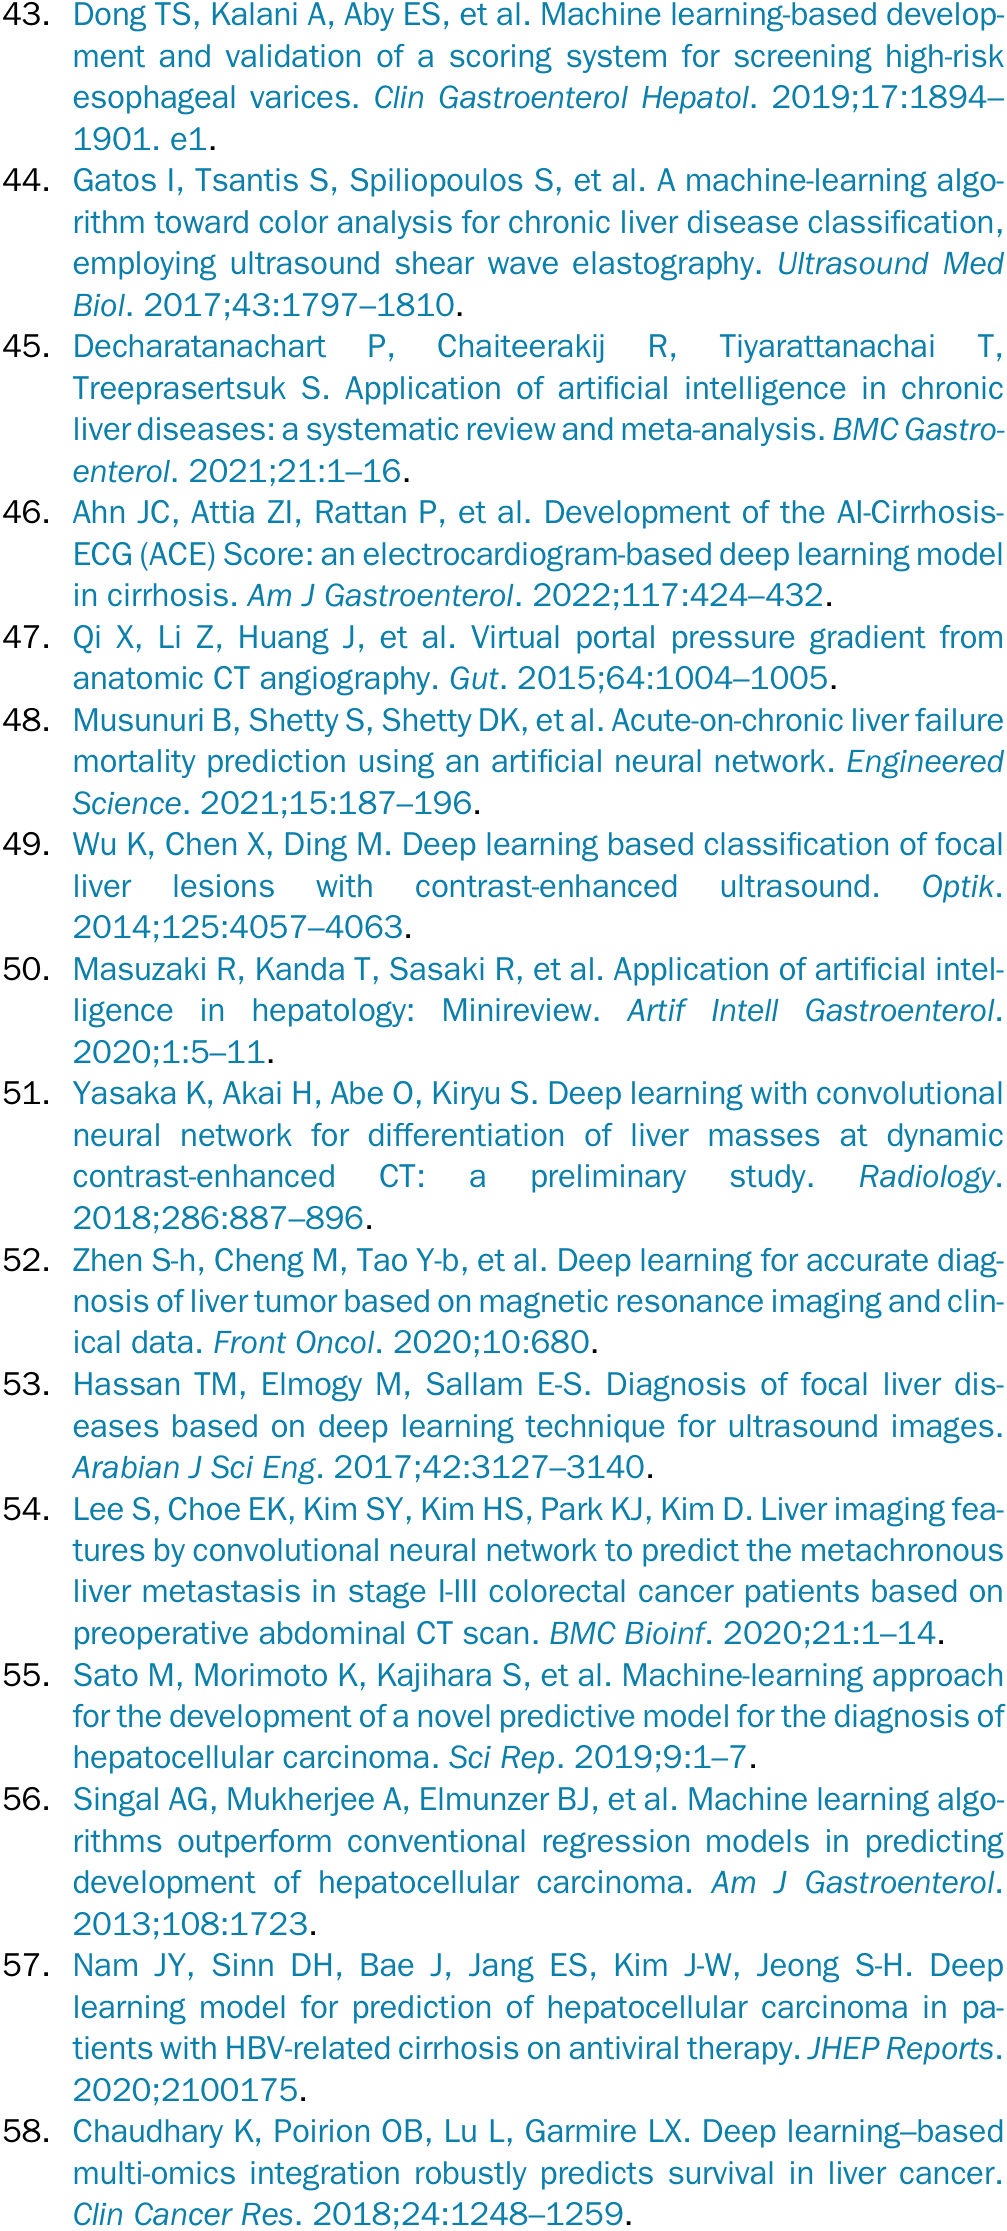 43. Dong TS, Kalani A, Aby ES, et al. Machine learning-based develop-
ment and validation of a scoring system for screening high-risk
esophageal varices. Clin Gastroenterol Hepatol. 2019;17:1894–
1901. e1.
44. Gatos I, Tsantis S, Spiliopoulos S, et al. A machine-learning algo-
rithm toward color analysis for chronic liver disease classification,
employing ultrasound shear wave elastography. Ultrasound Med
Biol. 2017;43:1797–1810.
45. Decharatanachart P, Chaiteerakij R, Tiyarattanachai T,
Treeprasertsuk S. Application of artificial intelligence in chronic
liver diseases: a systematic review and meta-analysis. BMC Gastro-
enterol. 2021;21:1–16.
46. Ahn JC, Attia ZI, Rattan P, et al. Development of the AI-Cirrhosis-
ECG (ACE) Score: an electrocardiogram-based deep learning model
in cirrhosis. Am J Gastroenterol. 2022;117:424–432.
47. Qi X, Li Z, Huang J, et al. Virtual portal pressure gradient from
anatomic CT angiography. Gut. 2015;64:1004–1005.
48. Musunuri B, Shetty S, Shetty DK, et al. Acute-on-chronic liver failure
mortality prediction using an artificial neural network. Engineered
Science. 2021;15:187–196.
49. Wu K, Chen X, Ding M. Deep learning based classification of focal
liver lesions with contrast-enhanced ultrasound. Optik.
2014;125:4057–4063.
50. Masuzaki R, Kanda T, Sasaki R, et al. Application of artificial intel-
ligence in hepatology: Minireview. Artif Intell Gastroenterol.
2020;1:5–11.
51. Yasaka K, Akai H, Abe O, Kiryu S. Deep learning with convolutional
neural network for differentiation of liver masses at dynamic
contrast-enhanced CT: a preliminary study. Radiology.
2018;286:887–896.
52. Zhen S-h, Cheng M, Tao Y-b, et al. Deep learning for accurate diag-
nosis of liver tumor based on magnetic resonance imaging and clin-
ical data. Front Oncol. 2020;10:680.
53. Hassan TM, Elmogy M, Sallam E-S. Diagnosis of focal liver dis-
eases based on deep learning technique for ultrasound images.
Arabian J Sci Eng. 2017;42:3127–3140.
54. Lee S, Choe EK, Kim SY, Kim HS, Park KJ, Kim D. Liver imaging fea-
tures by convolutional neural network to predict the metachronous
liver metastasis in stage I-III colorectal cancer patients based on
preoperative abdominal CT scan. BMC Bioinf. 2020;21:1–14.
55. Sato M, Morimoto K, Kajihara S, et al. Machine-learning approach
for the development of a novel predictive model for the diagnosis of
hepatocellular carcinoma. Sci Rep. 2019;9:1–7.
56. Singal AG, Mukherjee A, Elmunzer BJ, et al. Machine learning algo-
rithms outperform conventional regression models in predicting
development of hepatocellular carcinoma. Am J Gastroenterol.
2013;108:1723.
57. Nam JY, Sinn DH, Bae J, Jang ES, Kim J-W, Jeong S-H. Deep
learning model for prediction of hepatocellular carcinoma in pa-
tients with HBV-related cirrhosis on antiviral therapy. JHEP Reports.
2020;2100175.
58. Chaudhary K, Poirion OB, Lu L, Garmire LX. Deep learning–based
multi-omics integration robustly predicts survival in liver cancer.
Clin Cancer Res. 2018;24:1248–1259.